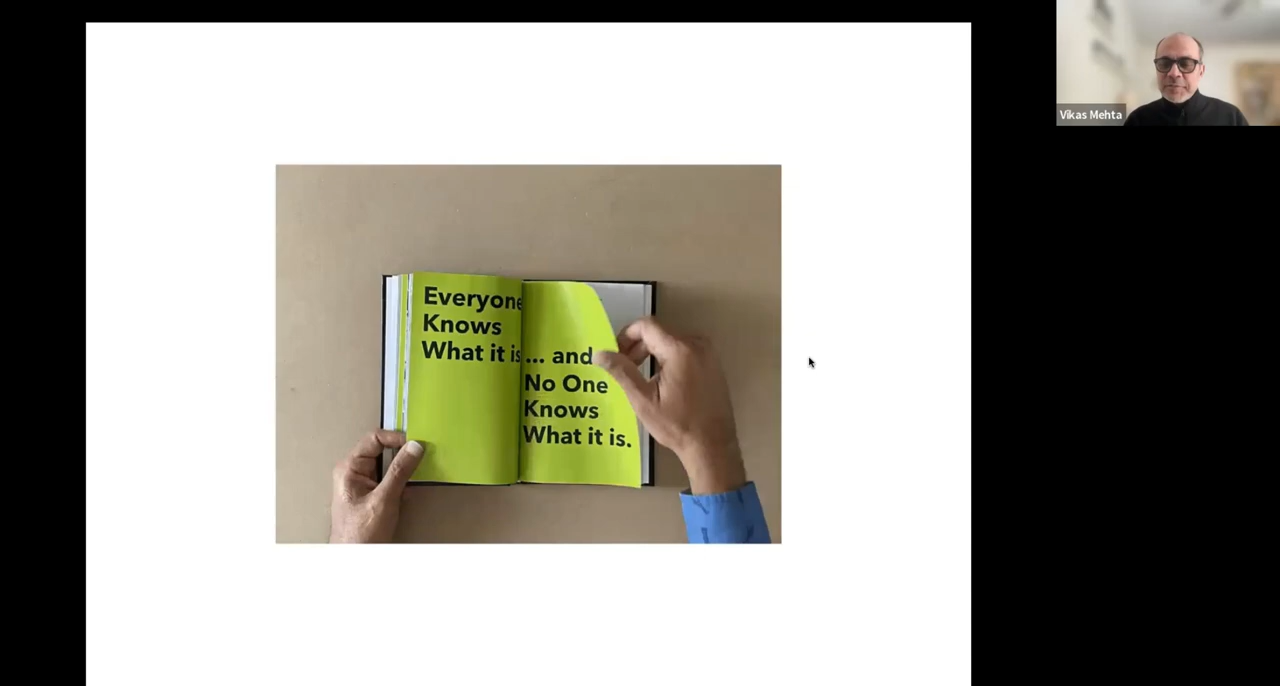 Everyone
Knows
What it is
... and
No One
Knows
What it is.
Vikas Mehta